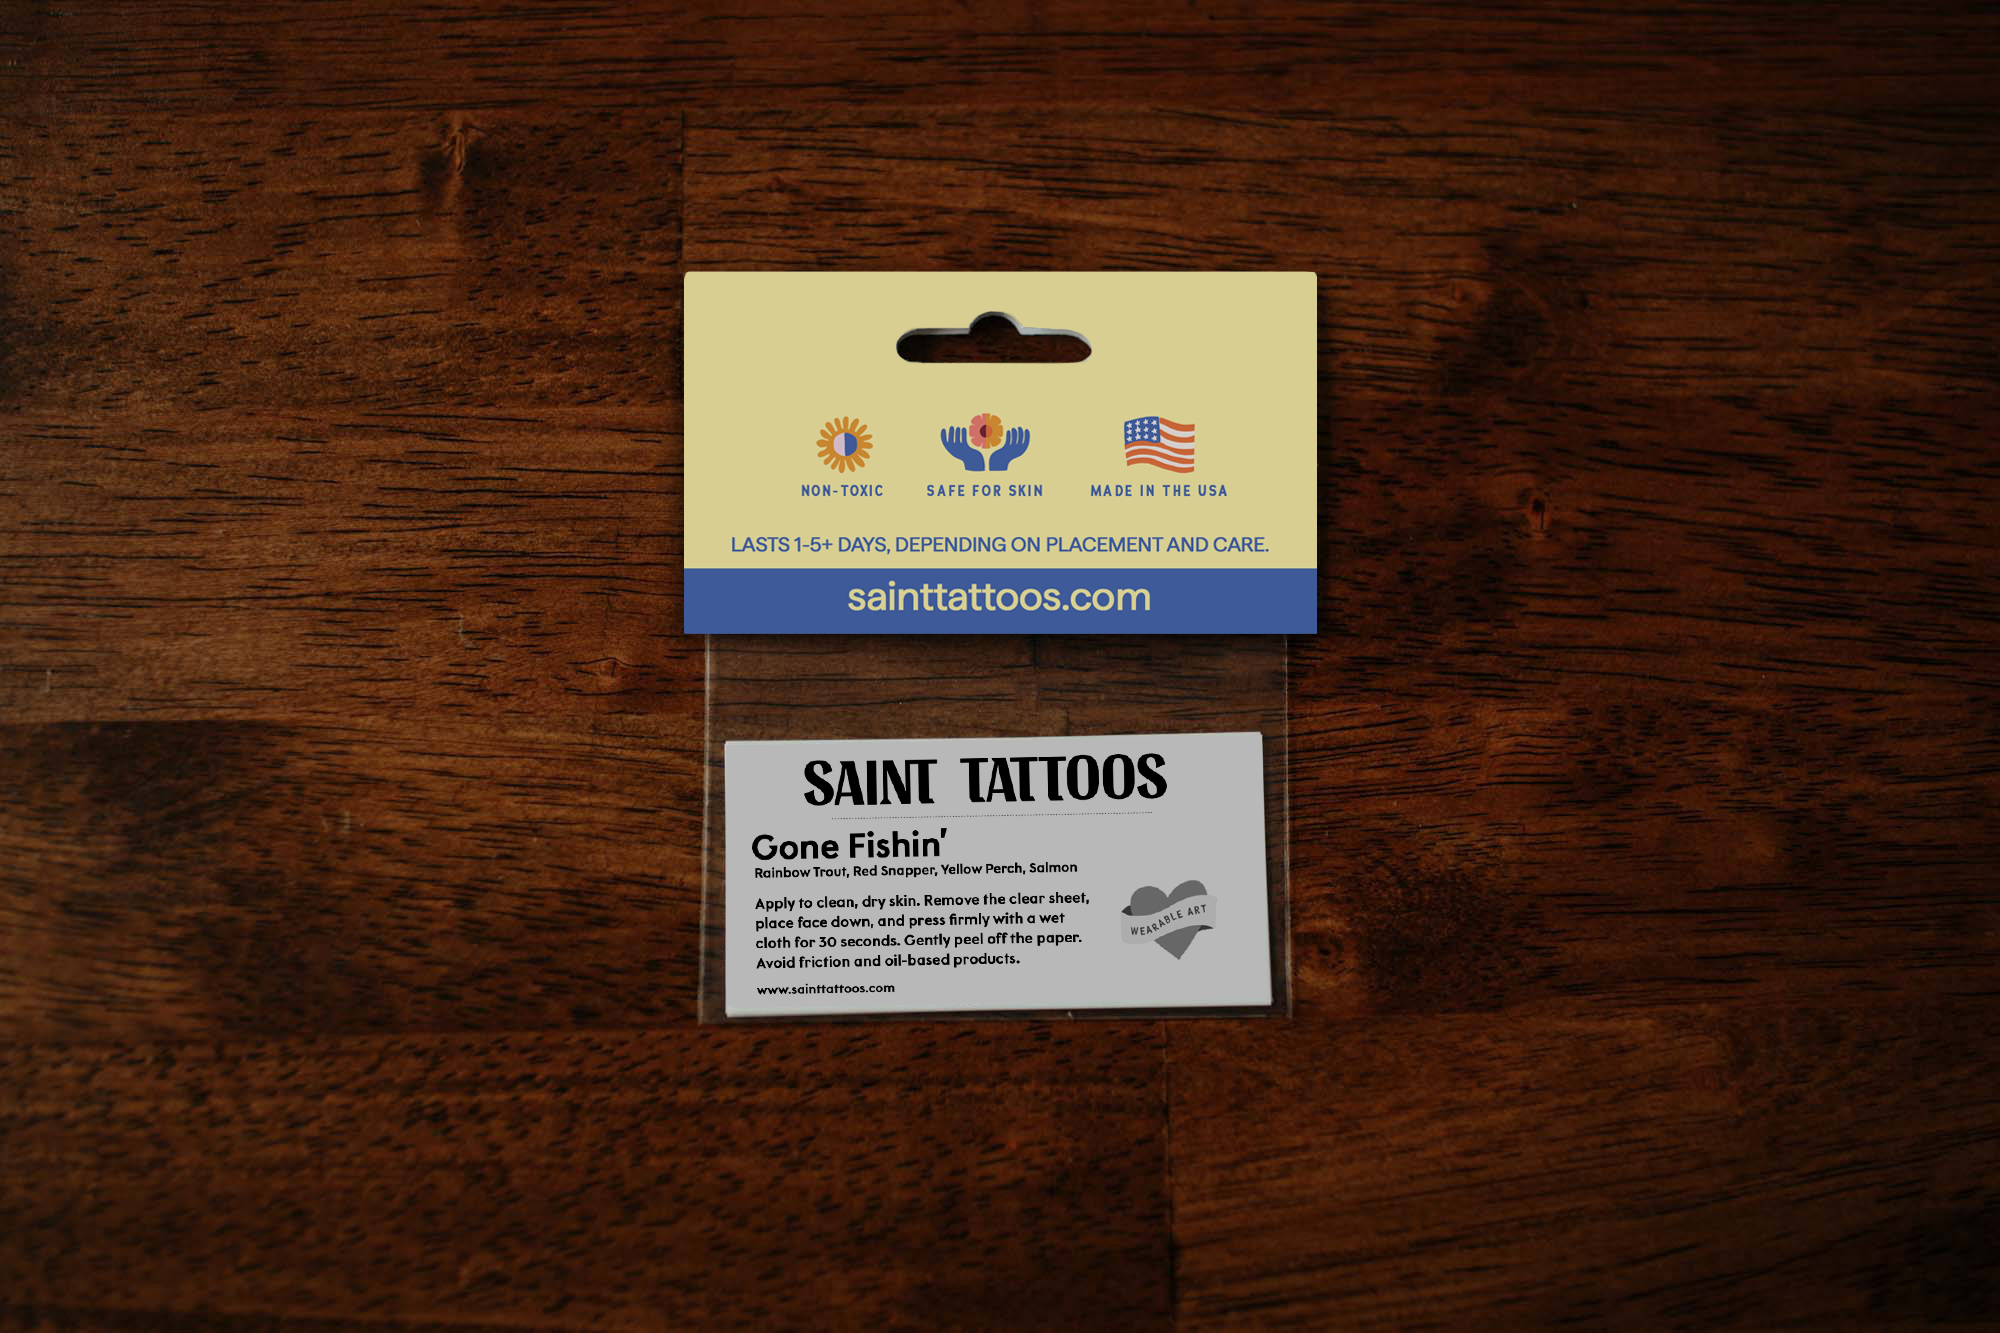 NON-TOXIC SAFE FOR SKIN MADE IN THE USA
LASTS 1-5+ DAYS, DEPENDING ON PLACEMENT AND CARE.
sainttattoos.com
SAINT TATTOOS
Gone Fishin'
Rainbow Trout, Red Snapper, Yellow Perch, Salmon
Apply to clean, dry skin. Remove the clear sheet,
place face down, and press firmly with a wet
cloth for 30 seconds. Gently peel off the paper.
Avoid friction and oil-based products.
WEARABLE ART
www.sainttattoos.com